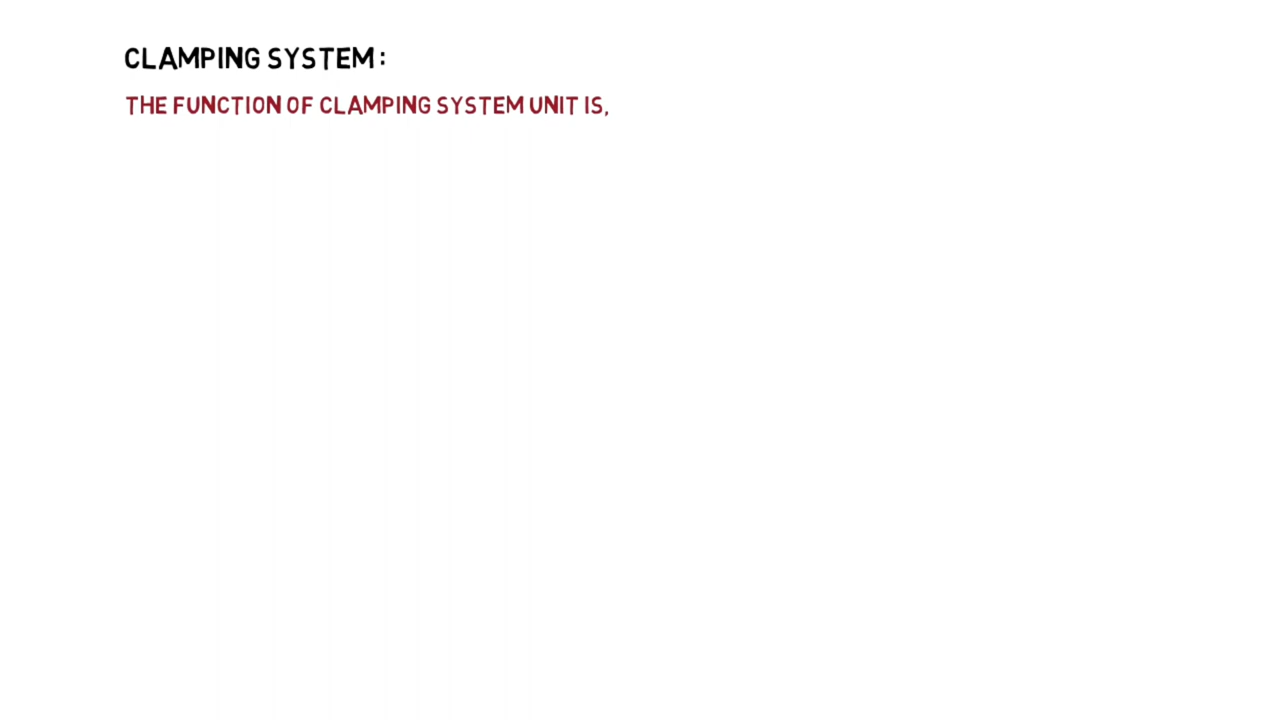 CLAMPING SYSTEM :
THE FUNCTION OF CLAMPING SYSTEM UNIT IS,